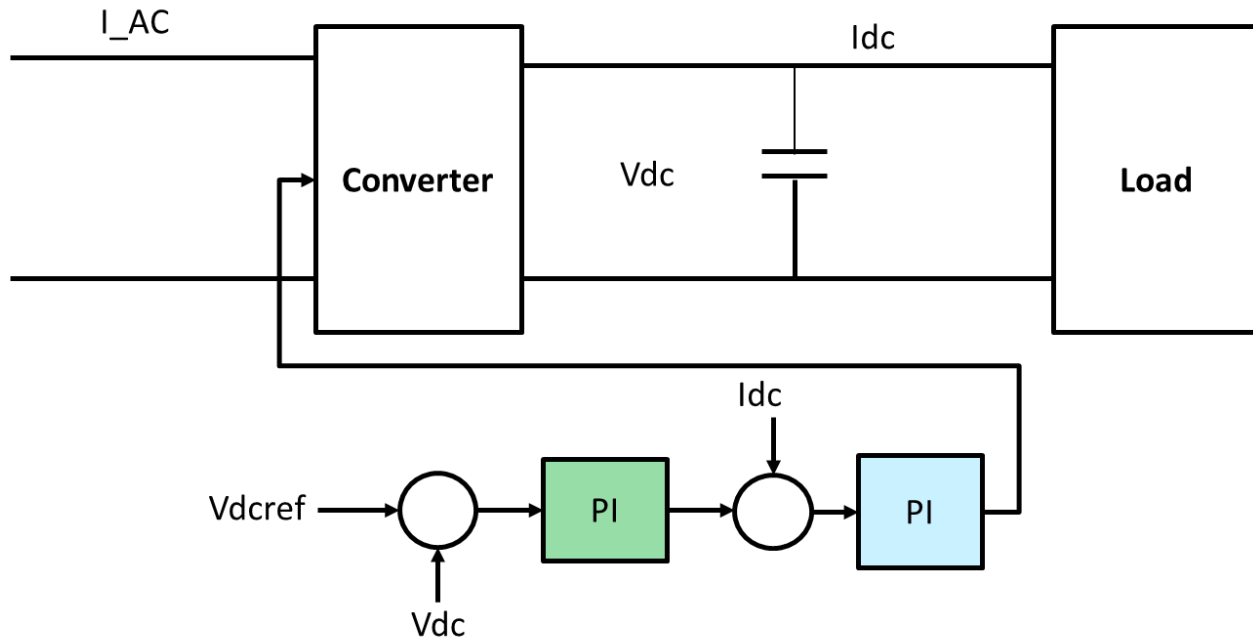 I_AC
Idc
Converter
Vdc
Load
Idc
Vdcref
PI
PI
Vdc